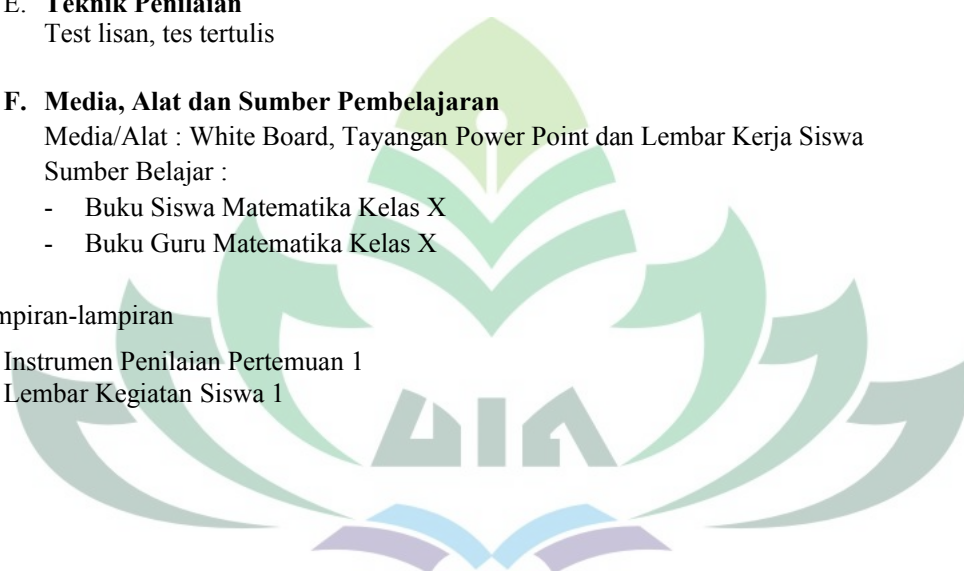 E. Teknik Penilaian
Test lisan, tes tertulis
F. Media, Alat dan Sumber Pembelajaran
Media/Alat : White Board, Tayangan Power Point dan Lembar Kerja Siswa
Sumber Belajar :
- Buku Siswa Matematika Kelas X
- Buku Guru Matematika Kelas X
mpiran-lampiran
Instrumen Penilaian Pertemuan 1
Lembar Kegiatan Siswa 1
UIN